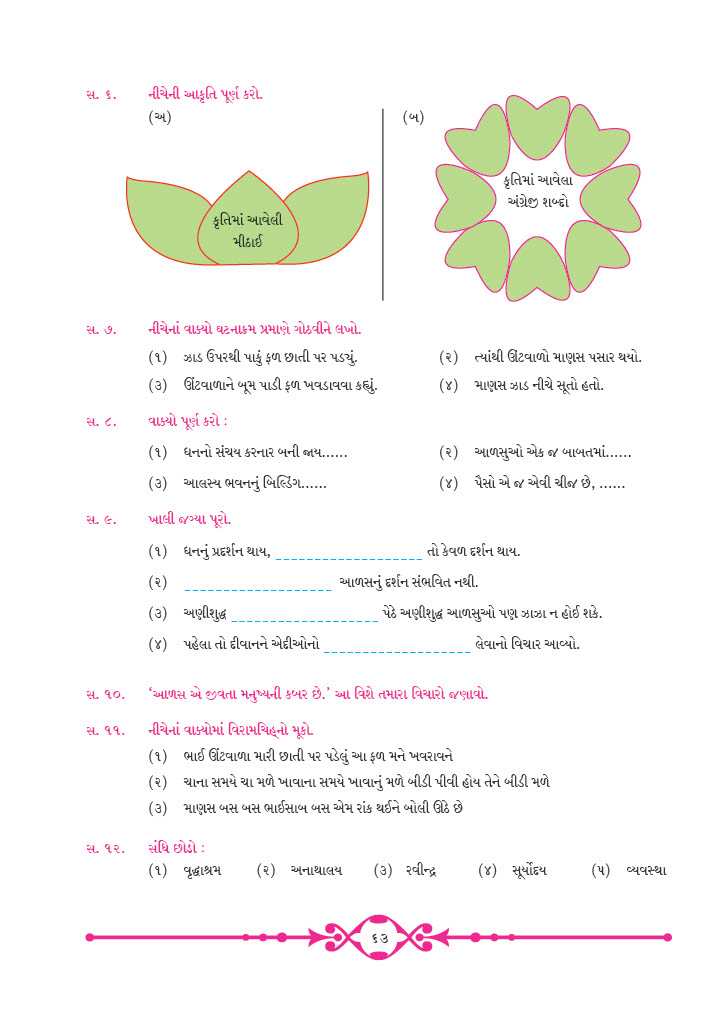 સ. ૬. નીચેની આકૃતિ પૂર્ણ કરો.
(અ)
કૃતિમાં આવેલી
મીઠાઈ
(બ)
કૃતિમાં આવેલા
અંગ્રેજી શબ્દો
સ. ૭. નીચેનાં વાક્યો ઘટનાક્રમ પ્રમાણે ગોઠવીને લખો.
(૧) ઝાડ ઉપરથી પાકું ફળ છાતી પર પડ્યું. (૨) ત્યાંથી ઊંટવાળો માણસ પસાર થયો.
(૩) ઊંટવાળાને બૂમ પાડી ફળ ખવડાવવા કહ્યું. (૪) માણસ ઝાડ નીચે સૂતો હતો.
સ. ૮. વાક્યો પૂર્ણ કરો :
(૧) ધનનો સંચય કરનાર બની જાય...... (૨) આળસુઓ એક જ બાબતમાં......
(૩) આલસ્ય ભવનનું બિલ્ડિંગ...... (૪) પૈસો એ જ એવી ચીજ છે, ......
સ. ૯. ખાલી જગ્યા પૂરો.
(૧) ધનનું પ્રદર્શન થાય, ___________________ તો કેવળ દર્શન થાય.
(૨) ___________________ આળસનું દર્શન સંભવિત નથી.
(૩) અણીશુદ્ધ ___________________ પેઠે અણીશુદ્ધ આળસુઓ પણ ઝાઝા ન હોઈ શકે.
(૪) પહેલા તો દીવાનને એદીઓનો ___________________ લેવાનો વિચાર આવ્યો.
સ. ૧૦. ‘આળસ એ જીવતા મનુષ્યની કબર છે.’ આ વિશે તમારા વિચારો જણાવો.
સ. ૧૧. નીચેનાં વાક્યોમાં વિરામચિહ્નો મૂકો.
(૧) ભાઈ ઊંટવાળા મારી છાતી પર પડેલું આ ફળ મને ખવરાવને
(૨) ચાના સમયે ચા મળે ખાવાના સમયે ખાવાનું મળે બીડી પીવી હોય તેને બીડી મળે
(૩) માણસ બસ બસ ભાઈસાબ બસ એમ રાંક થઈને બોલી ઊઠે છે
સ. ૧૨. સંધિ છોડો :
(૧) વૃદ્ધાશ્રમ (૨) અનાથાલય (૩) રવીન્દ્ર (૪) સૂર્યોદય (૫) વ્યવસ્થા
૬૩